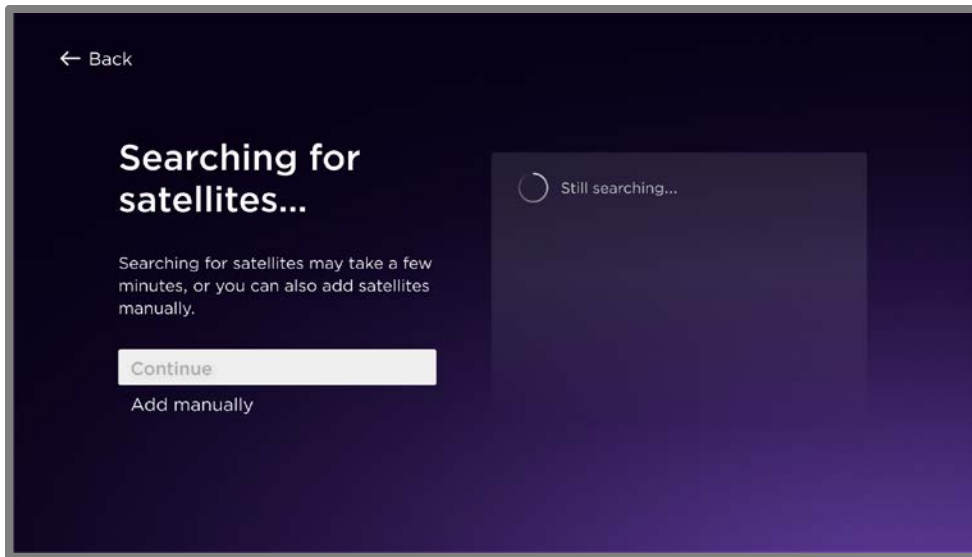 ← Back
Searching for
satellites...
Searching for satellites may take a few
minutes, or you can also add satellites
manually.
Continue
Add manually
Still searching...